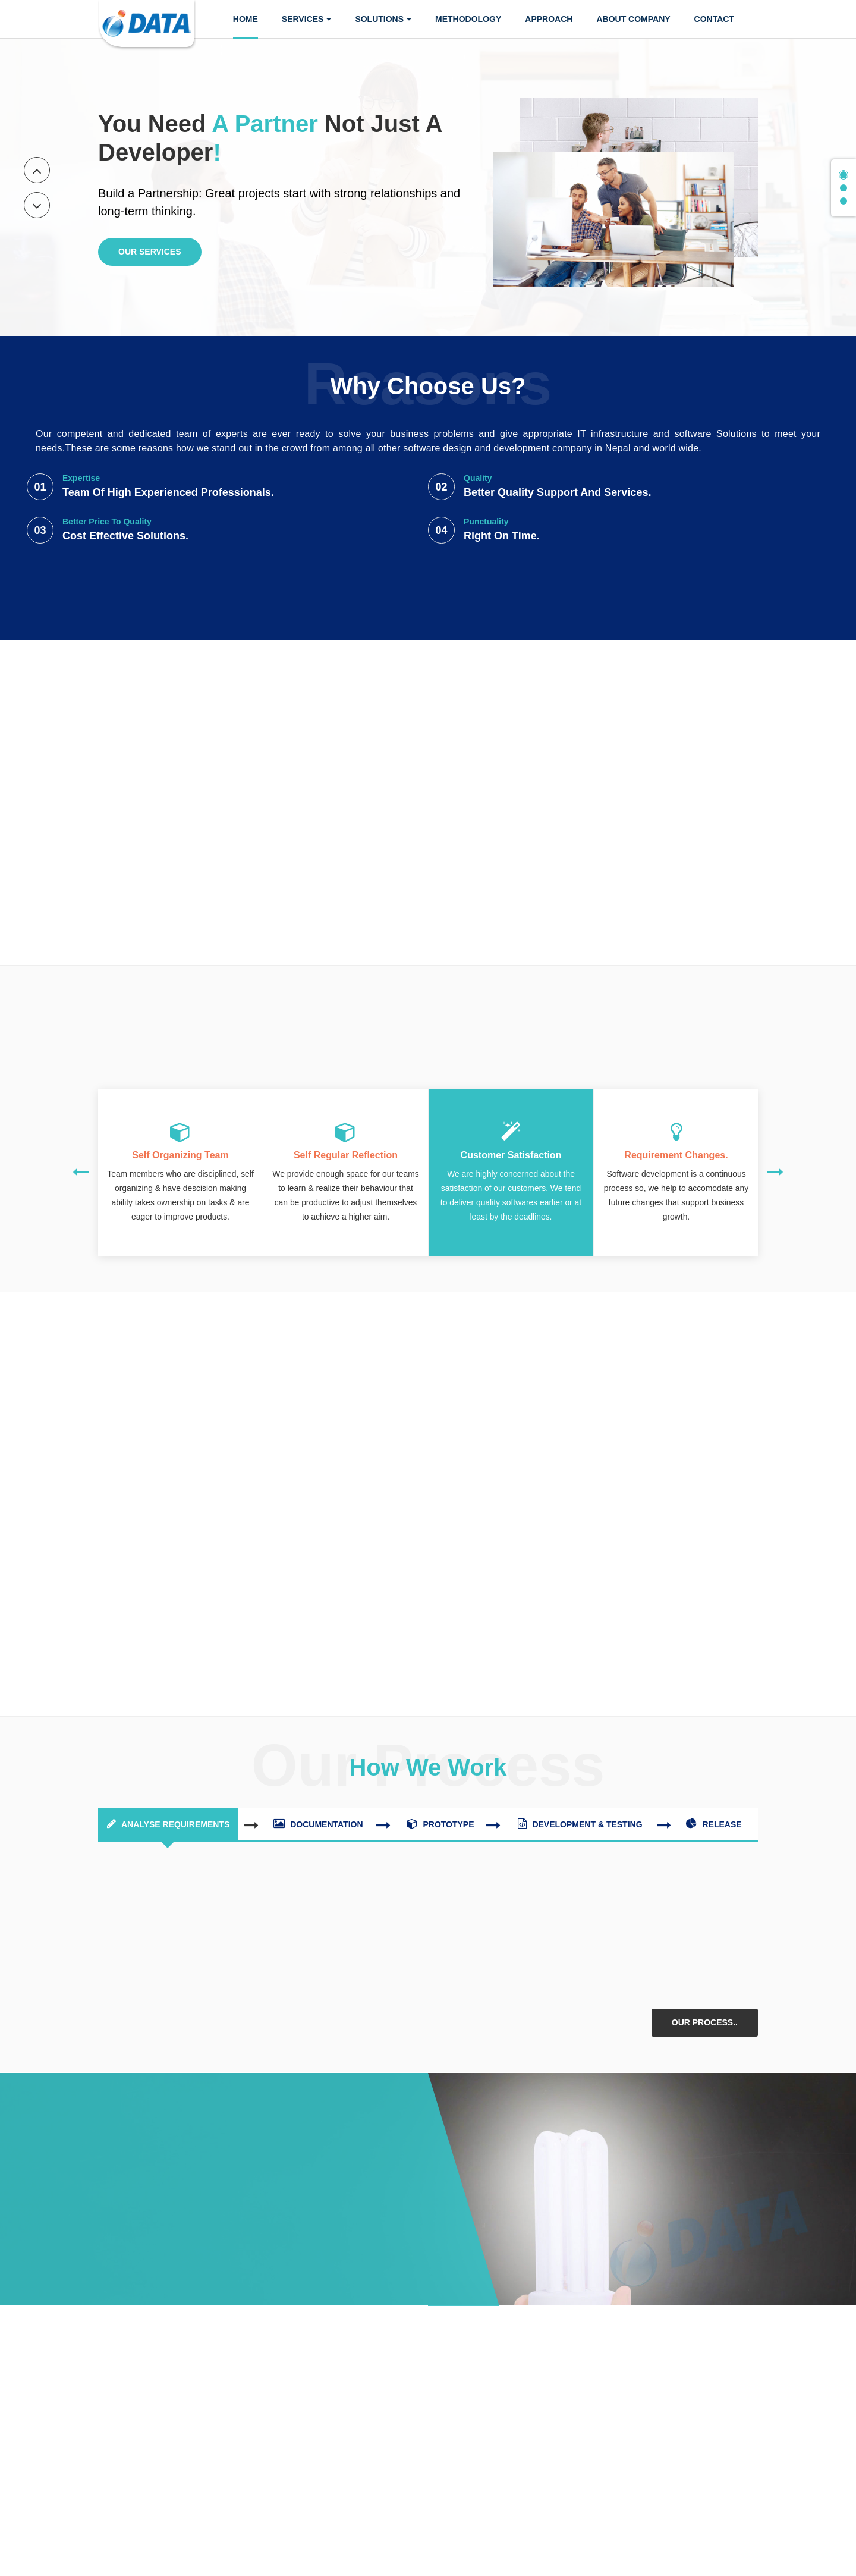 DATA
HOME
SERVICES
SOLUTIONS
METHODOLOGY
APPROACH
ABOUT COMPANY
CONTACT
You Need A Partner Not Just A
Developer!
Build a Partnership: Great projects start with strong relationships and
long-term thinking.
OUR SERVICES
Reasons
Why Choose Us?
Our competent and dedicated team of experts are ever ready to solve your business problems and give appropriate IT infrastructure and software Solutions to meet your
needs.These are some reasons how we stand out in the crowd from among all other software design and development company in Nepal and world wide.
01
Expertise
Team Of High Experienced Professionals.
02
Quality
Better Quality Support And Services.
03
Better Price To Quality
Cost Effective Solutions.
04
Punctuality
Right On Time.
Self Organizing Team
Team members who are disciplined, self
organizing & have descision making
ability takes ownership on tasks & are
eager to improve products.
Self Regular Reflection
We provide enough space for our teams
to learn & realize their behaviour that
can be productive to adjust themselves
to achieve a higher aim.
Customer Satisfaction
We are highly concerned about the
satisfaction of our customers. We tend
to deliver quality softwares earlier or at
least by the deadlines.
Requirement Changes.
Software development is a continuous
process so, we help to accomodate any
future changes that support business
growth.
Our Process
How We Work
ANALYSE REQUIREMENTS
DOCUMENTATION
PROTOTYPE
DEVELOPMENT & TESTING
RELEASE
OUR PROCESS..
DATA